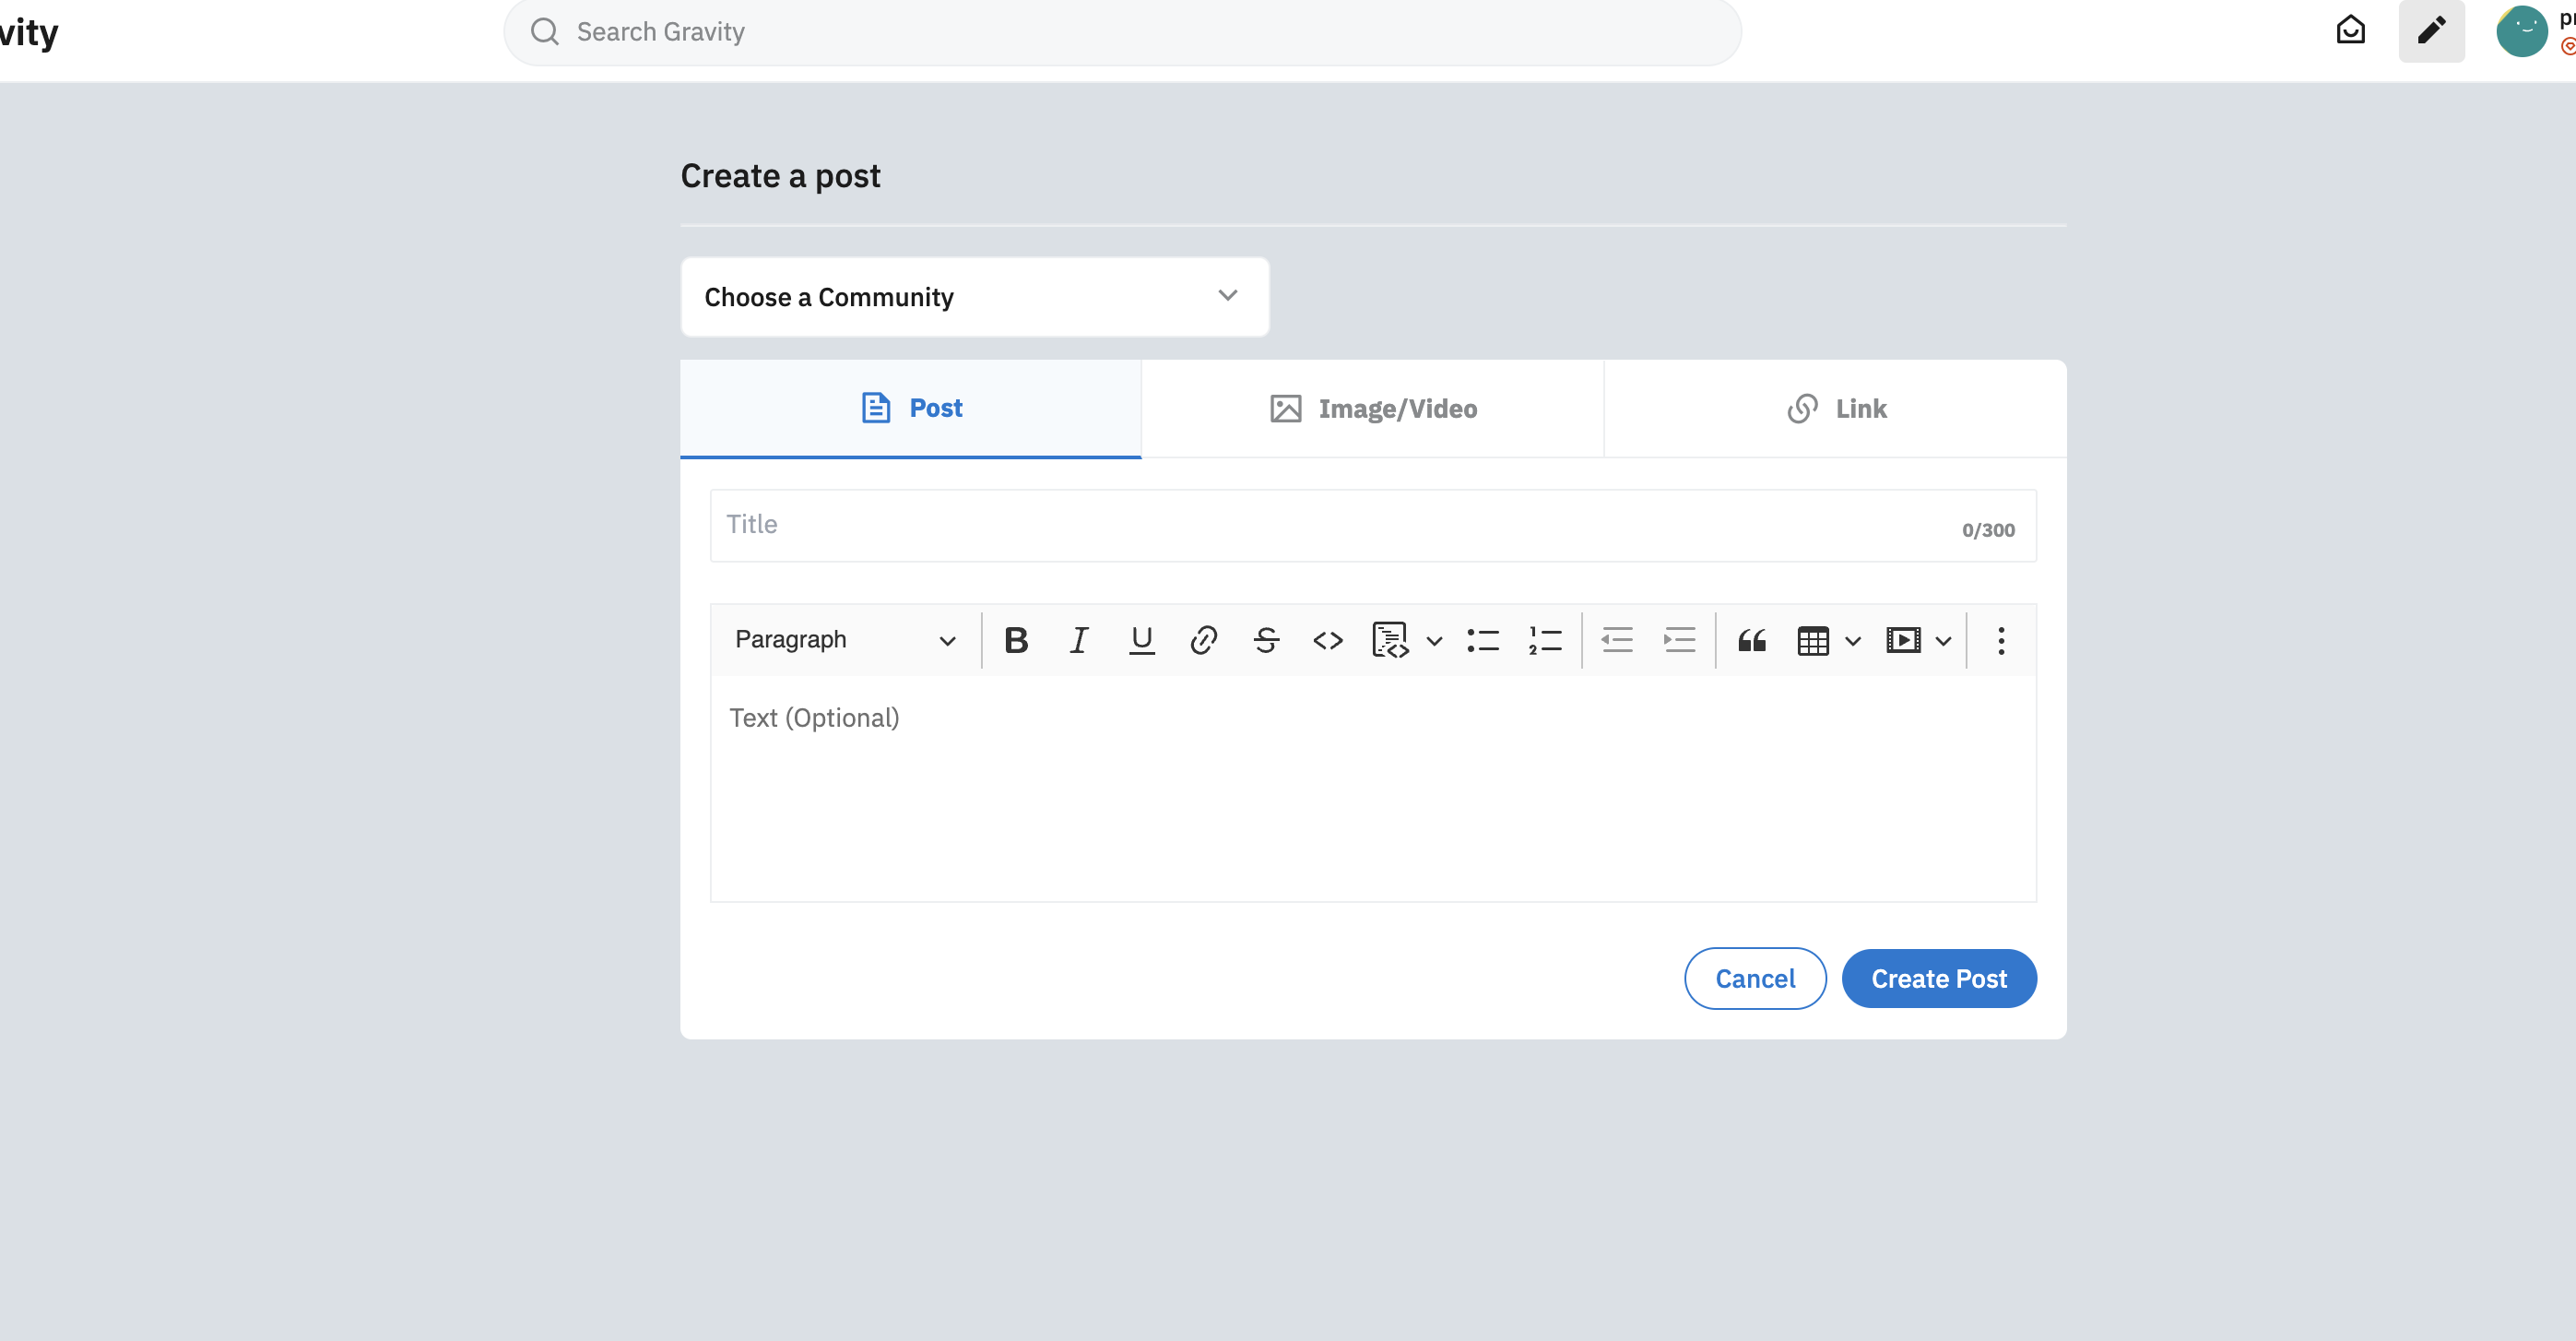 vity
Search Gravity
Create a post
Choose a Community
Post
Image/Video
Link
Title
0/300
Paragraph
Text (Optional)
Cancel
Create Post